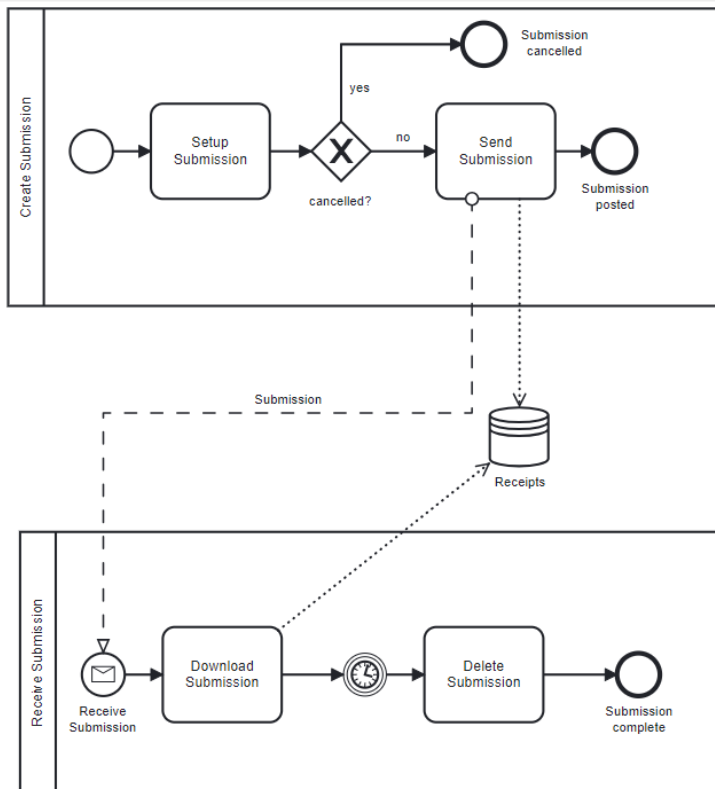 Create Submission
Submission
cancelled
yes
Setup
Submission
X
cancelled?
no
Send
Submission
Submission
posted
Submission
Receipts
Receive Submission
Receive
Submission
Download
Submission
Delete
Submission
Submission
complete